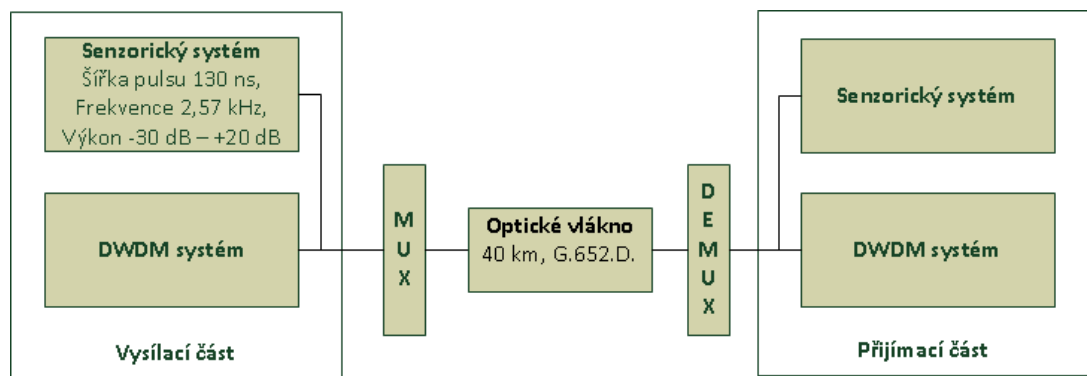 Senzorický systém
Šířka pulsu 130 ns,
Frekvence 2,57 kHz,
Výkon -30 dB – +20 dB
DWDM systém
Vysílací část
M
U
X
Optické vlákno
40 km, G.652.D.
D
E
M
U
X
Senzorický systém
DWDM systém
Přijímací část